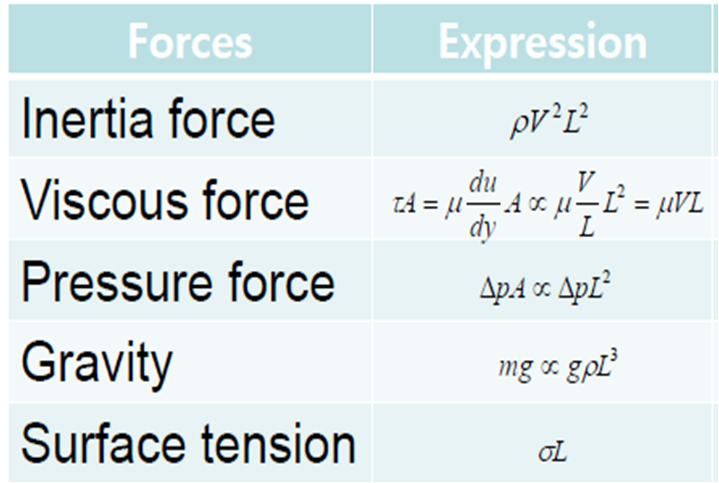 Forces Expression
Inertia force ρV²L²
Viscous force τA = μ du/dy A ∝ μ V/L L² = μVL
Pressure force ΔpA ∝ ΔpL²
Gravity mg ∝ gρL³
Surface tension σL